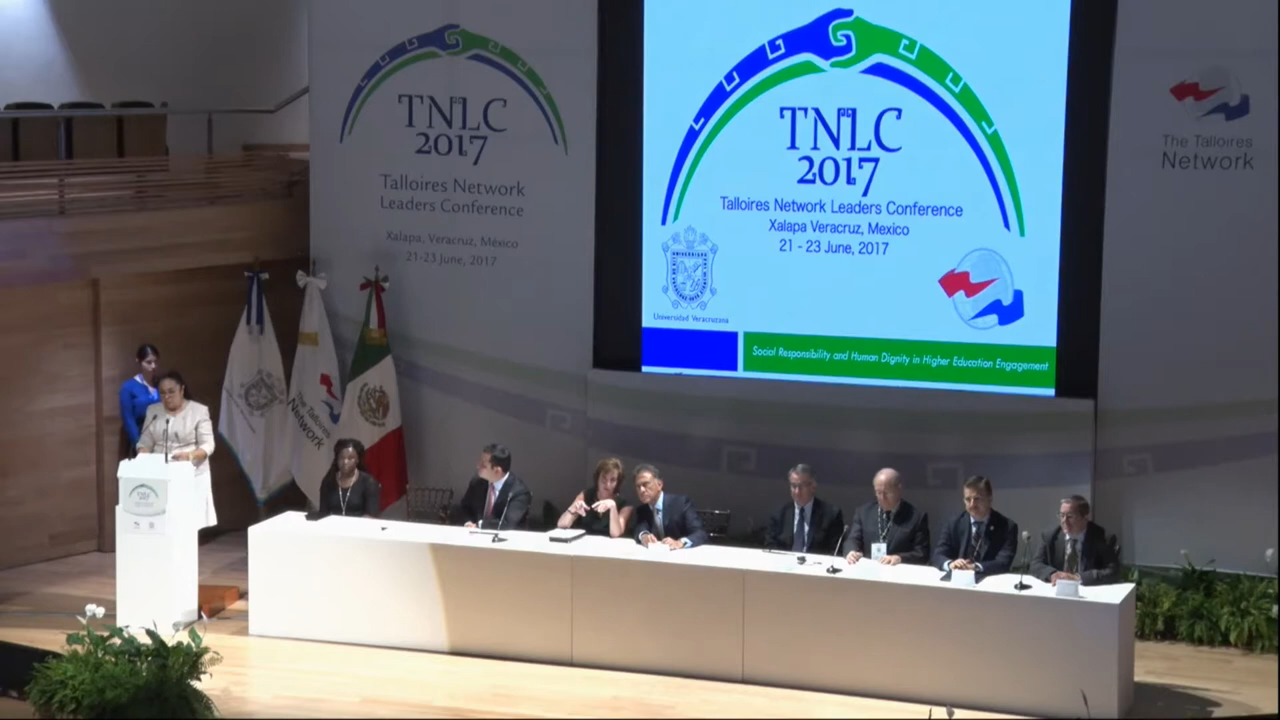 TNLC
2017
Talloires Network
Leaders Conference
Xalapa, Veracruz, México
21-23 June, 2017
TNLC
2017
Talloires Network Leaders Conference
Xalapa Veracruz, Mexico
21 - 23 June, 2017
Universidad Veracruzana
Social Responsibility and Human Dignity in Higher Education Engagement
The Talloires
Network
The Talloires
Network
TNLC
2017